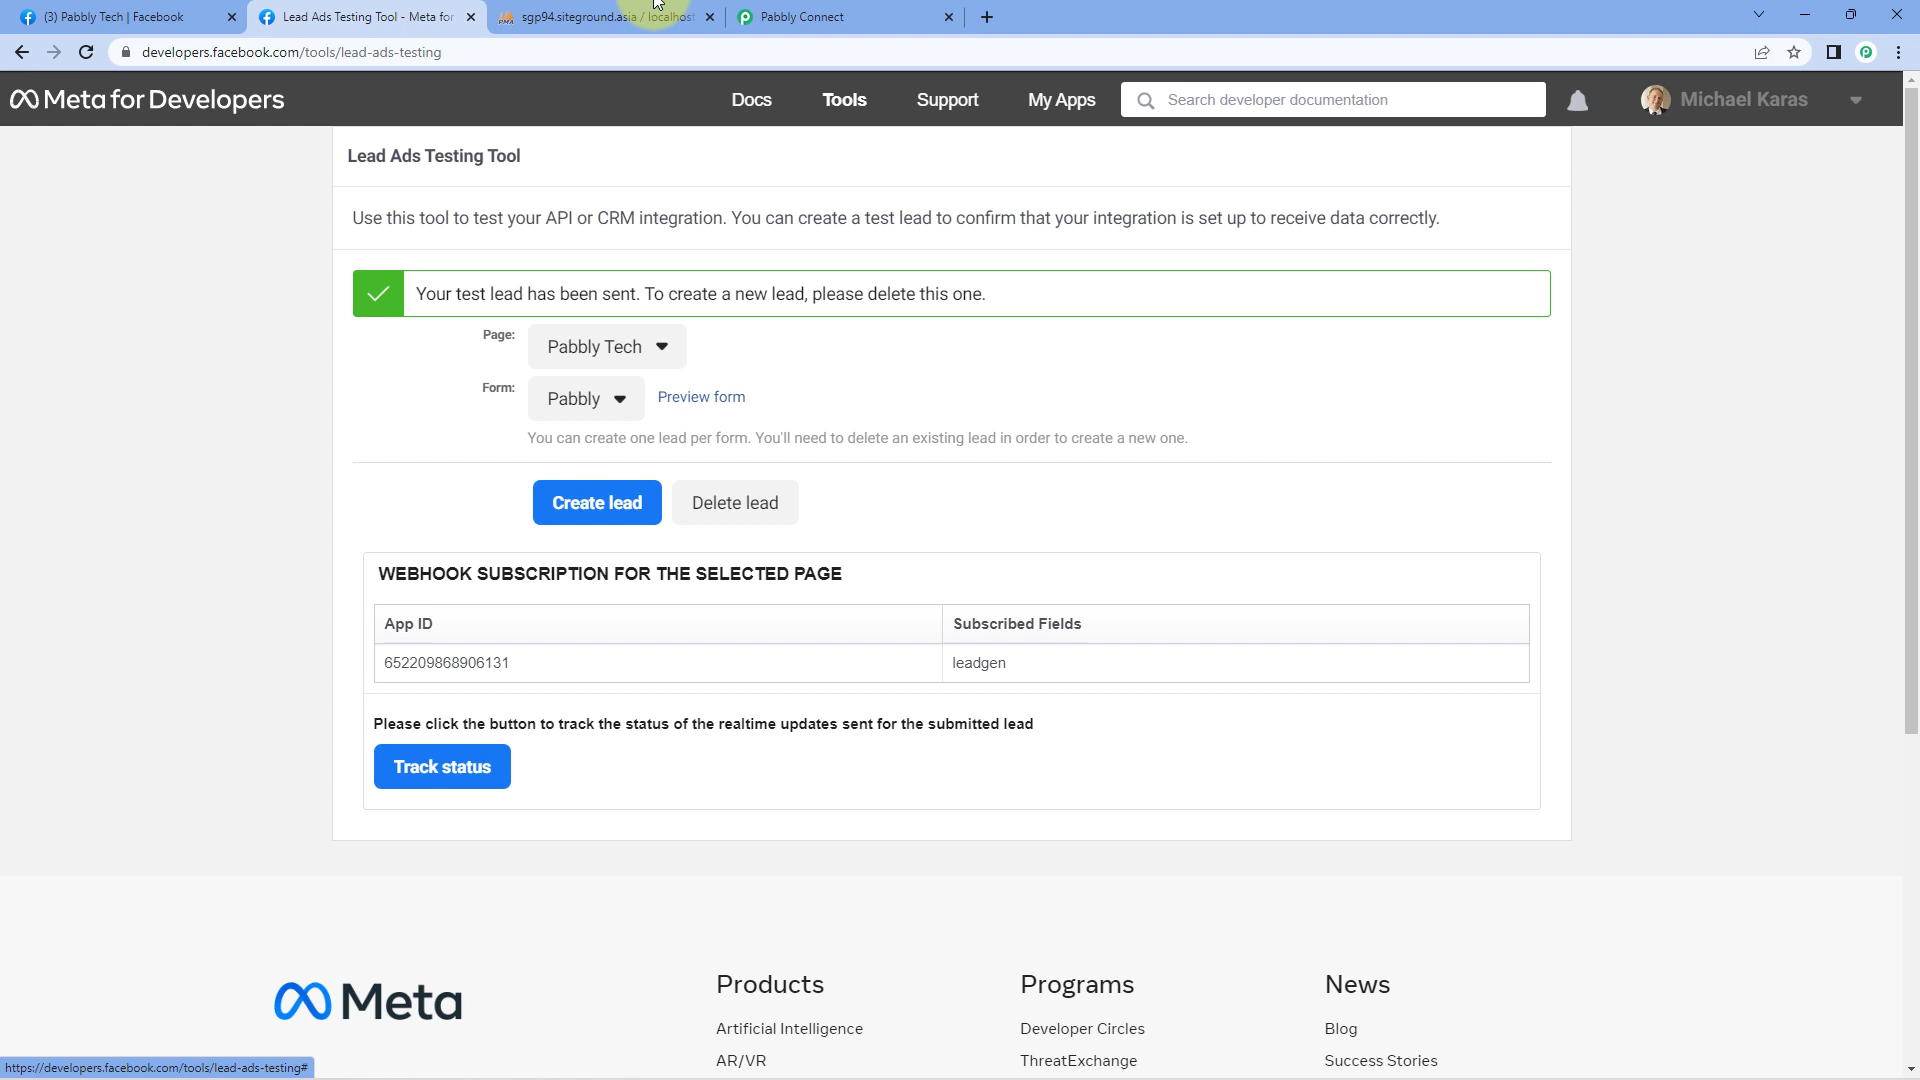 (3) Pabbly Tech | Facebook
Lead Ads Testing Tool - Meta for
sgp94.siteground.asia / localhost
Pabbly Connect
developers.facebook.com/tools/lead-ads-testing
Meta for Developers
Docs
Tools
Support
My Apps
Search developer documentation
Michael Karas
Lead Ads Testing Tool
Use this tool to test your API or CRM integration. You can create a test lead to confirm that your integration is set up to receive data correctly.
Your test lead has been sent. To create a new lead, please delete this one.
Page:
Pabbly Tech
Form:
Pabbly
Preview form
You can create one lead per form. You'll need to delete an existing lead in order to create a new one.
Create lead
Delete lead
WEBHOOK SUBSCRIPTION FOR THE SELECTED PAGE
App ID
Subscribed Fields
652209868906131
leadgen
Please click the button to track the status of the realtime updates sent for the submitted lead
Track status
Meta
Products
Programs
News
Artificial Intelligence
Developer Circles
Blog
AR/VR
ThreatExchange
Success Stories
https://developers.facebook.com/tools/lead-ads-testing#